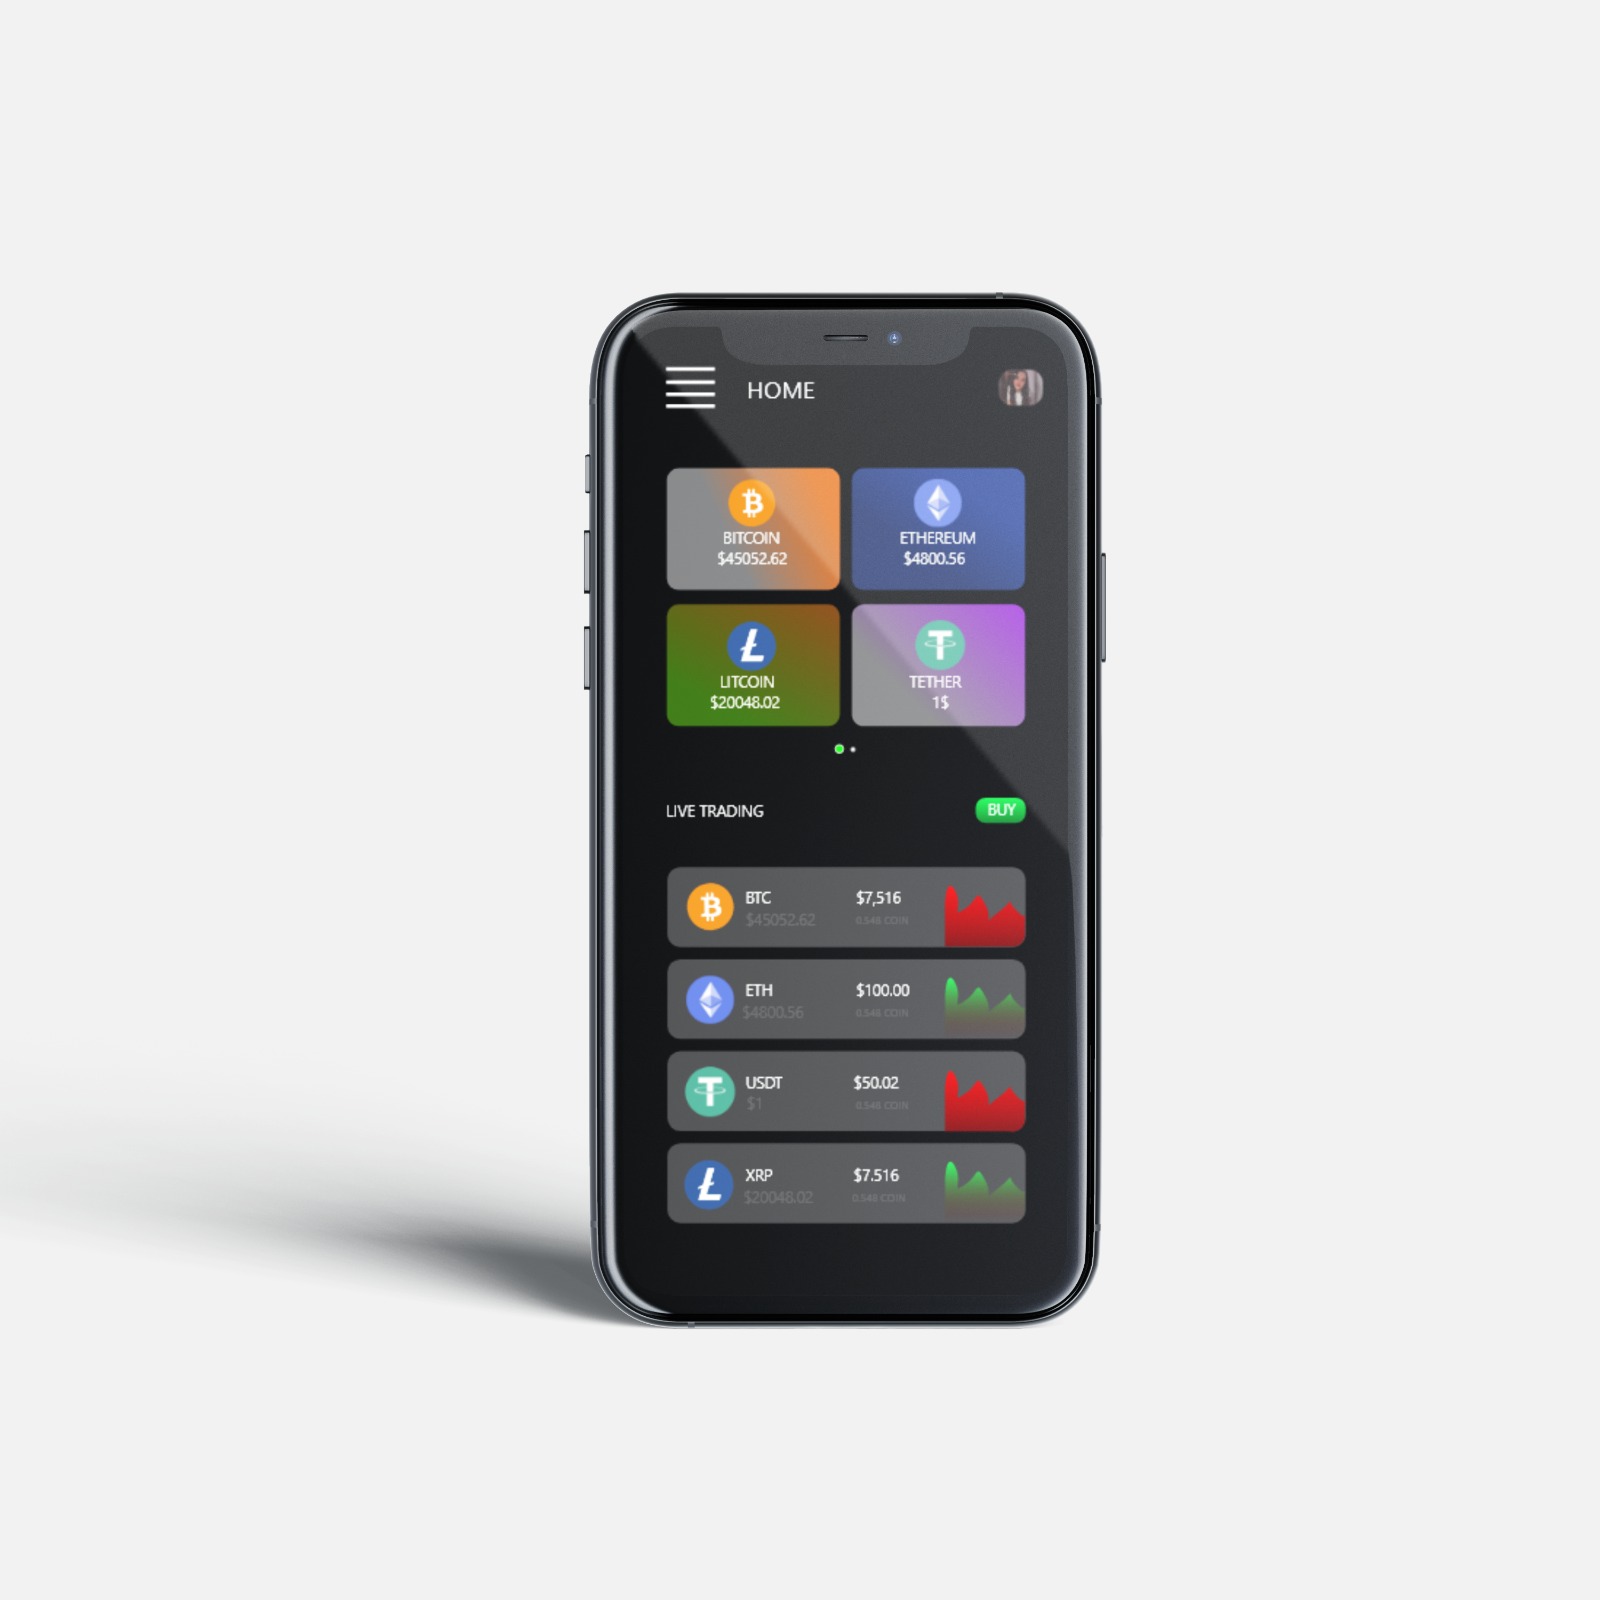 HOME
BITCOIN
$45052.62
ETHEREUM
$4800.56
LITCOIN
$20048.02
TETHER
1$
LIVE TRADING
BUY
BTC
$7,516
$45052.62
0.548 COIN
ETH
$100.00
$4800.56
0.548 COIN
USDT
$50.02
$1
0.548 COIN
XRP
$7.516
$20048.02
0.548 COIN